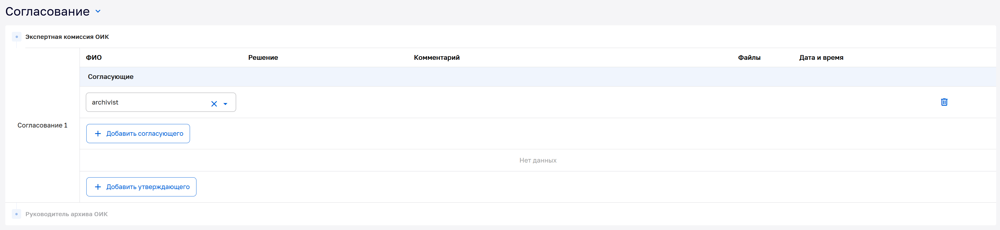 Согласование
Экспертная комиссия ОИК
ФИО Решение Комментарий Файлы Дата и время
Согласующие
archivist
Согласование 1
Добавить согласующего
Нет данных
Добавить утверждающего
Руководитель архива ОИК